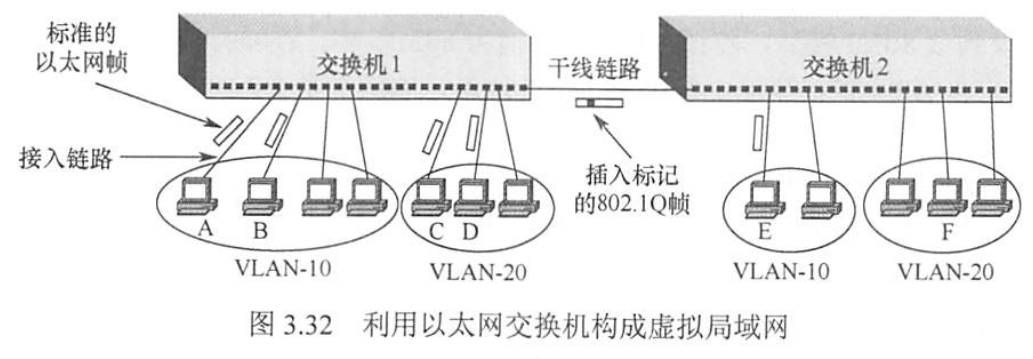 标准的
以太网帧
交换机1
干线链路
交换机2
接入链路
插入标记
的802.1Q帧
A
B
C
D
E
F
VLAN-10
VLAN-20
VLAN-10
VLAN-20
图 3.32 利用以太网交换机构成虚拟局域网